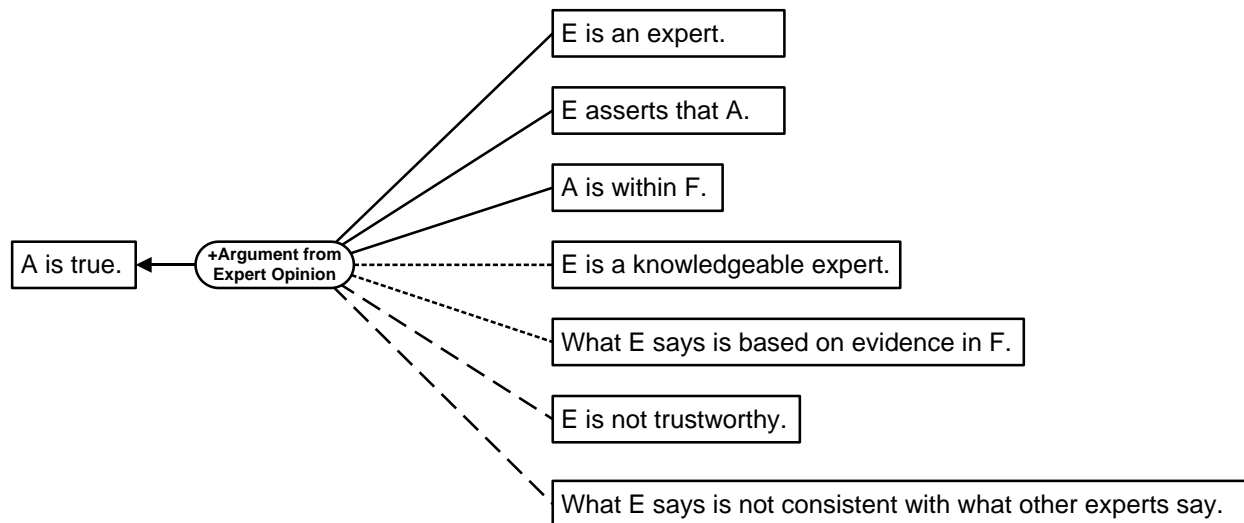 E is an expert.
E asserts that A.
A is within F.
A is true.
+Argument from
Expert Opinion
E is a knowledgeable expert.
What E says is based on evidence in F.
E is not trustworthy.
What E says is not consistent with what other experts say.